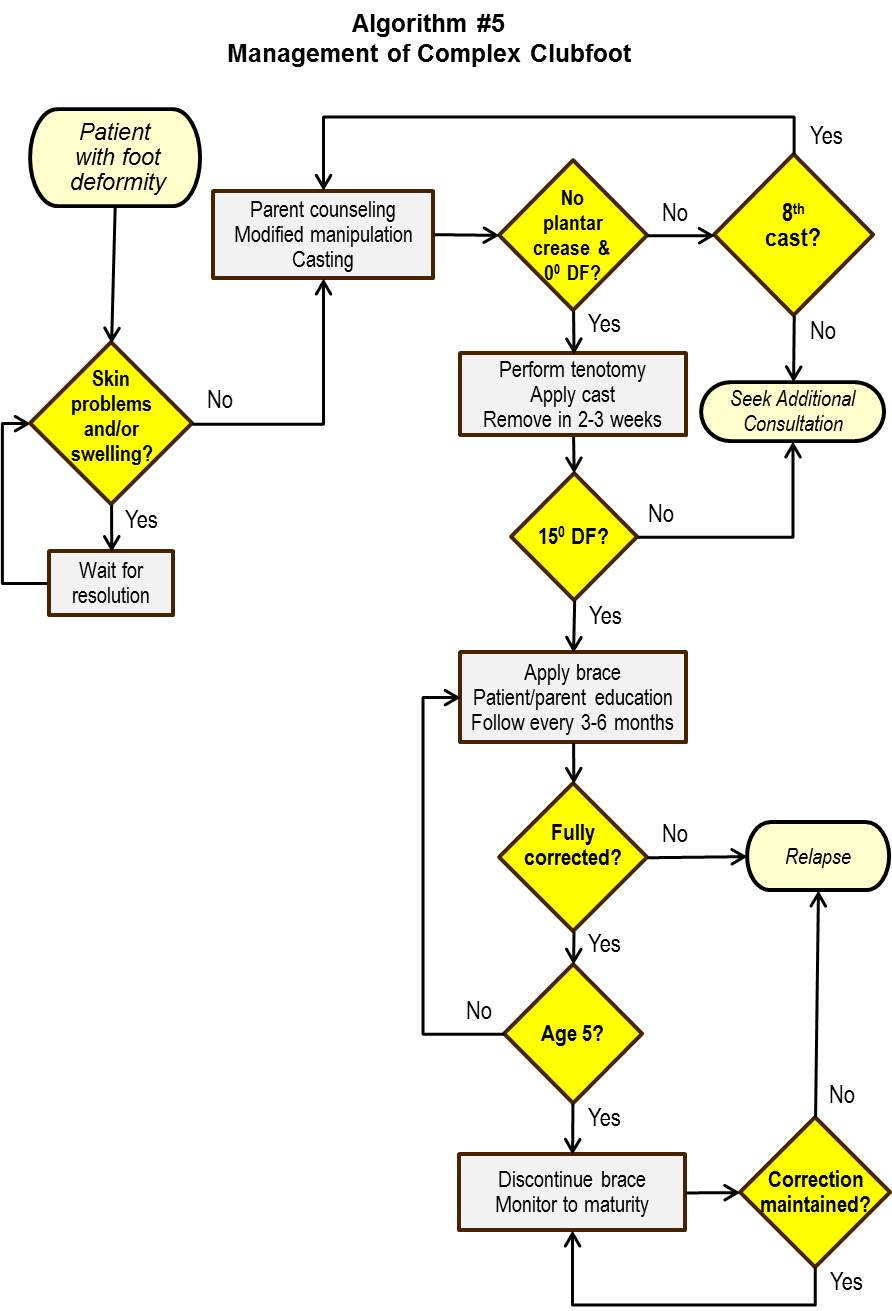 Algorithm #5
Management of Complex Clubfoot
Patient
with foot
deformity
Yes
Parent counseling
Modified manipulation
Casting
No
plantar
crease &
0⁰ DF?
No
8th
cast?
Yes
No
Skin
problems
and/or
swelling?
No
Perform tenotomy
Apply cast
Remove in 2-3 weeks
Seek Additional
Consultation
Yes
Wait for
resolution
15⁰ DF?
No
Yes
Apply brace
Patient/parent education
Follow every 3-6 months
Fully
corrected?
No
Relapse
Yes
No
Age 5?
Yes
No
Discontinue brace
Monitor to maturity
Correction
maintained?
Yes